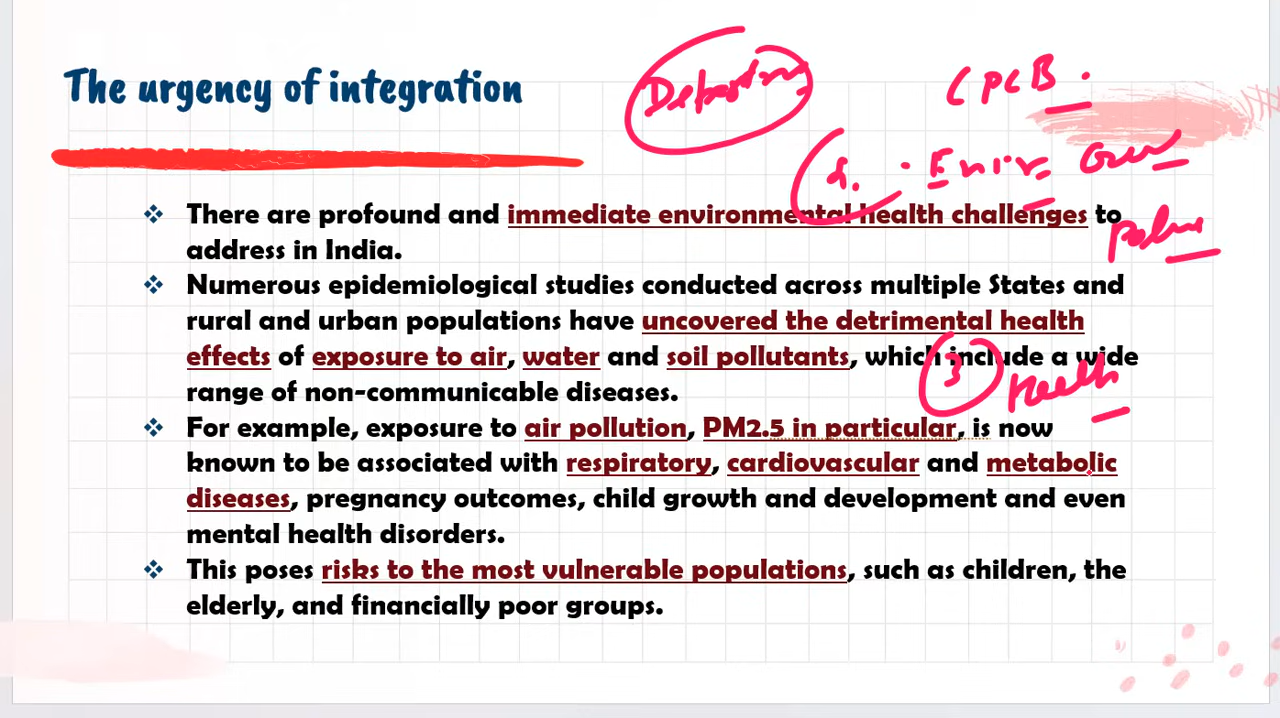 The urgency of integration
CPCB.
❖ There are profound and immediate environmental health challenges to
address in India.
❖ Numerous epidemiological studies conducted across multiple States and
rural and urban populations have uncovered the detrimental health
effects of exposure to air, water and soil pollutants, which include a wide
range of non-communicable diseases.
3 Health
❖ For example, exposure to air pollution, PM2.5 in particular, is now
known to be associated with respiratory, cardiovascular and metabolic
diseases, pregnancy outcomes, child growth and development and even
mental health disorders.
❖ This poses risks to the most vulnerable populations, such as children, the
elderly, and financially poor groups.